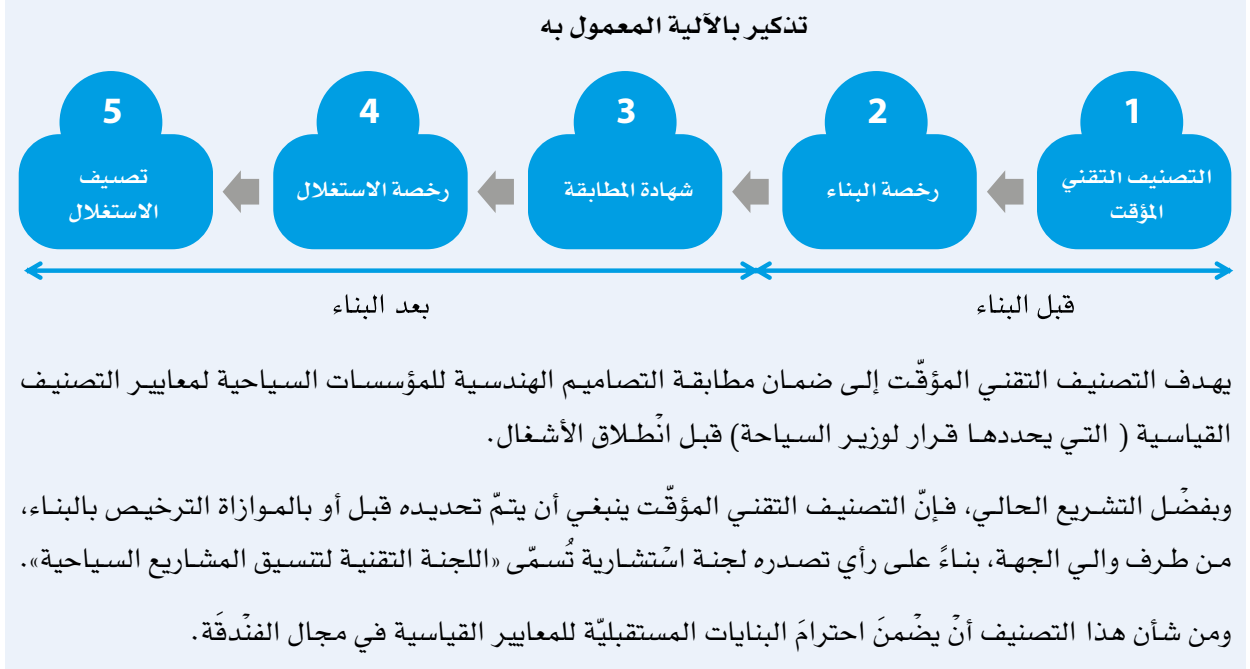 تذكير بالآلية المعمول به
1
التصنيف التقني
المؤقت
2
رخصة البناء
3
شهادة المطابقة
4
رخصة الاستغلال
5
تصنيف
الاستغلال
قبل البناء
بعد البناء
يهدف التصنيف التقني المؤقّت إلى ضمان مطابقة التصاميم الهندسية للمؤسسات السياحية لمعايير التصنيف
القياسية ( التي يحددها قرار لوزير السياحة) قبل انْطلاق الأشغال.
وبفضْل التشريع الحالي، فإنّ التصنيف التقني المؤقّت ينبغي أن يتمّ تحديده قبل أو بالموازاة الترخيص بالبناء،
من طرف والي الجهة، بناءً على رأي تصدره لجنة اسْتشارية تُسمّى «اللجنة التقنية لتنسيق المشاريع السياحية».
ومن شأن هذا التصنيف أنْ يضْمنَ احترامَ البنايات المستقبليّة للمعايير القياسية في مجال الفنْدقَة.